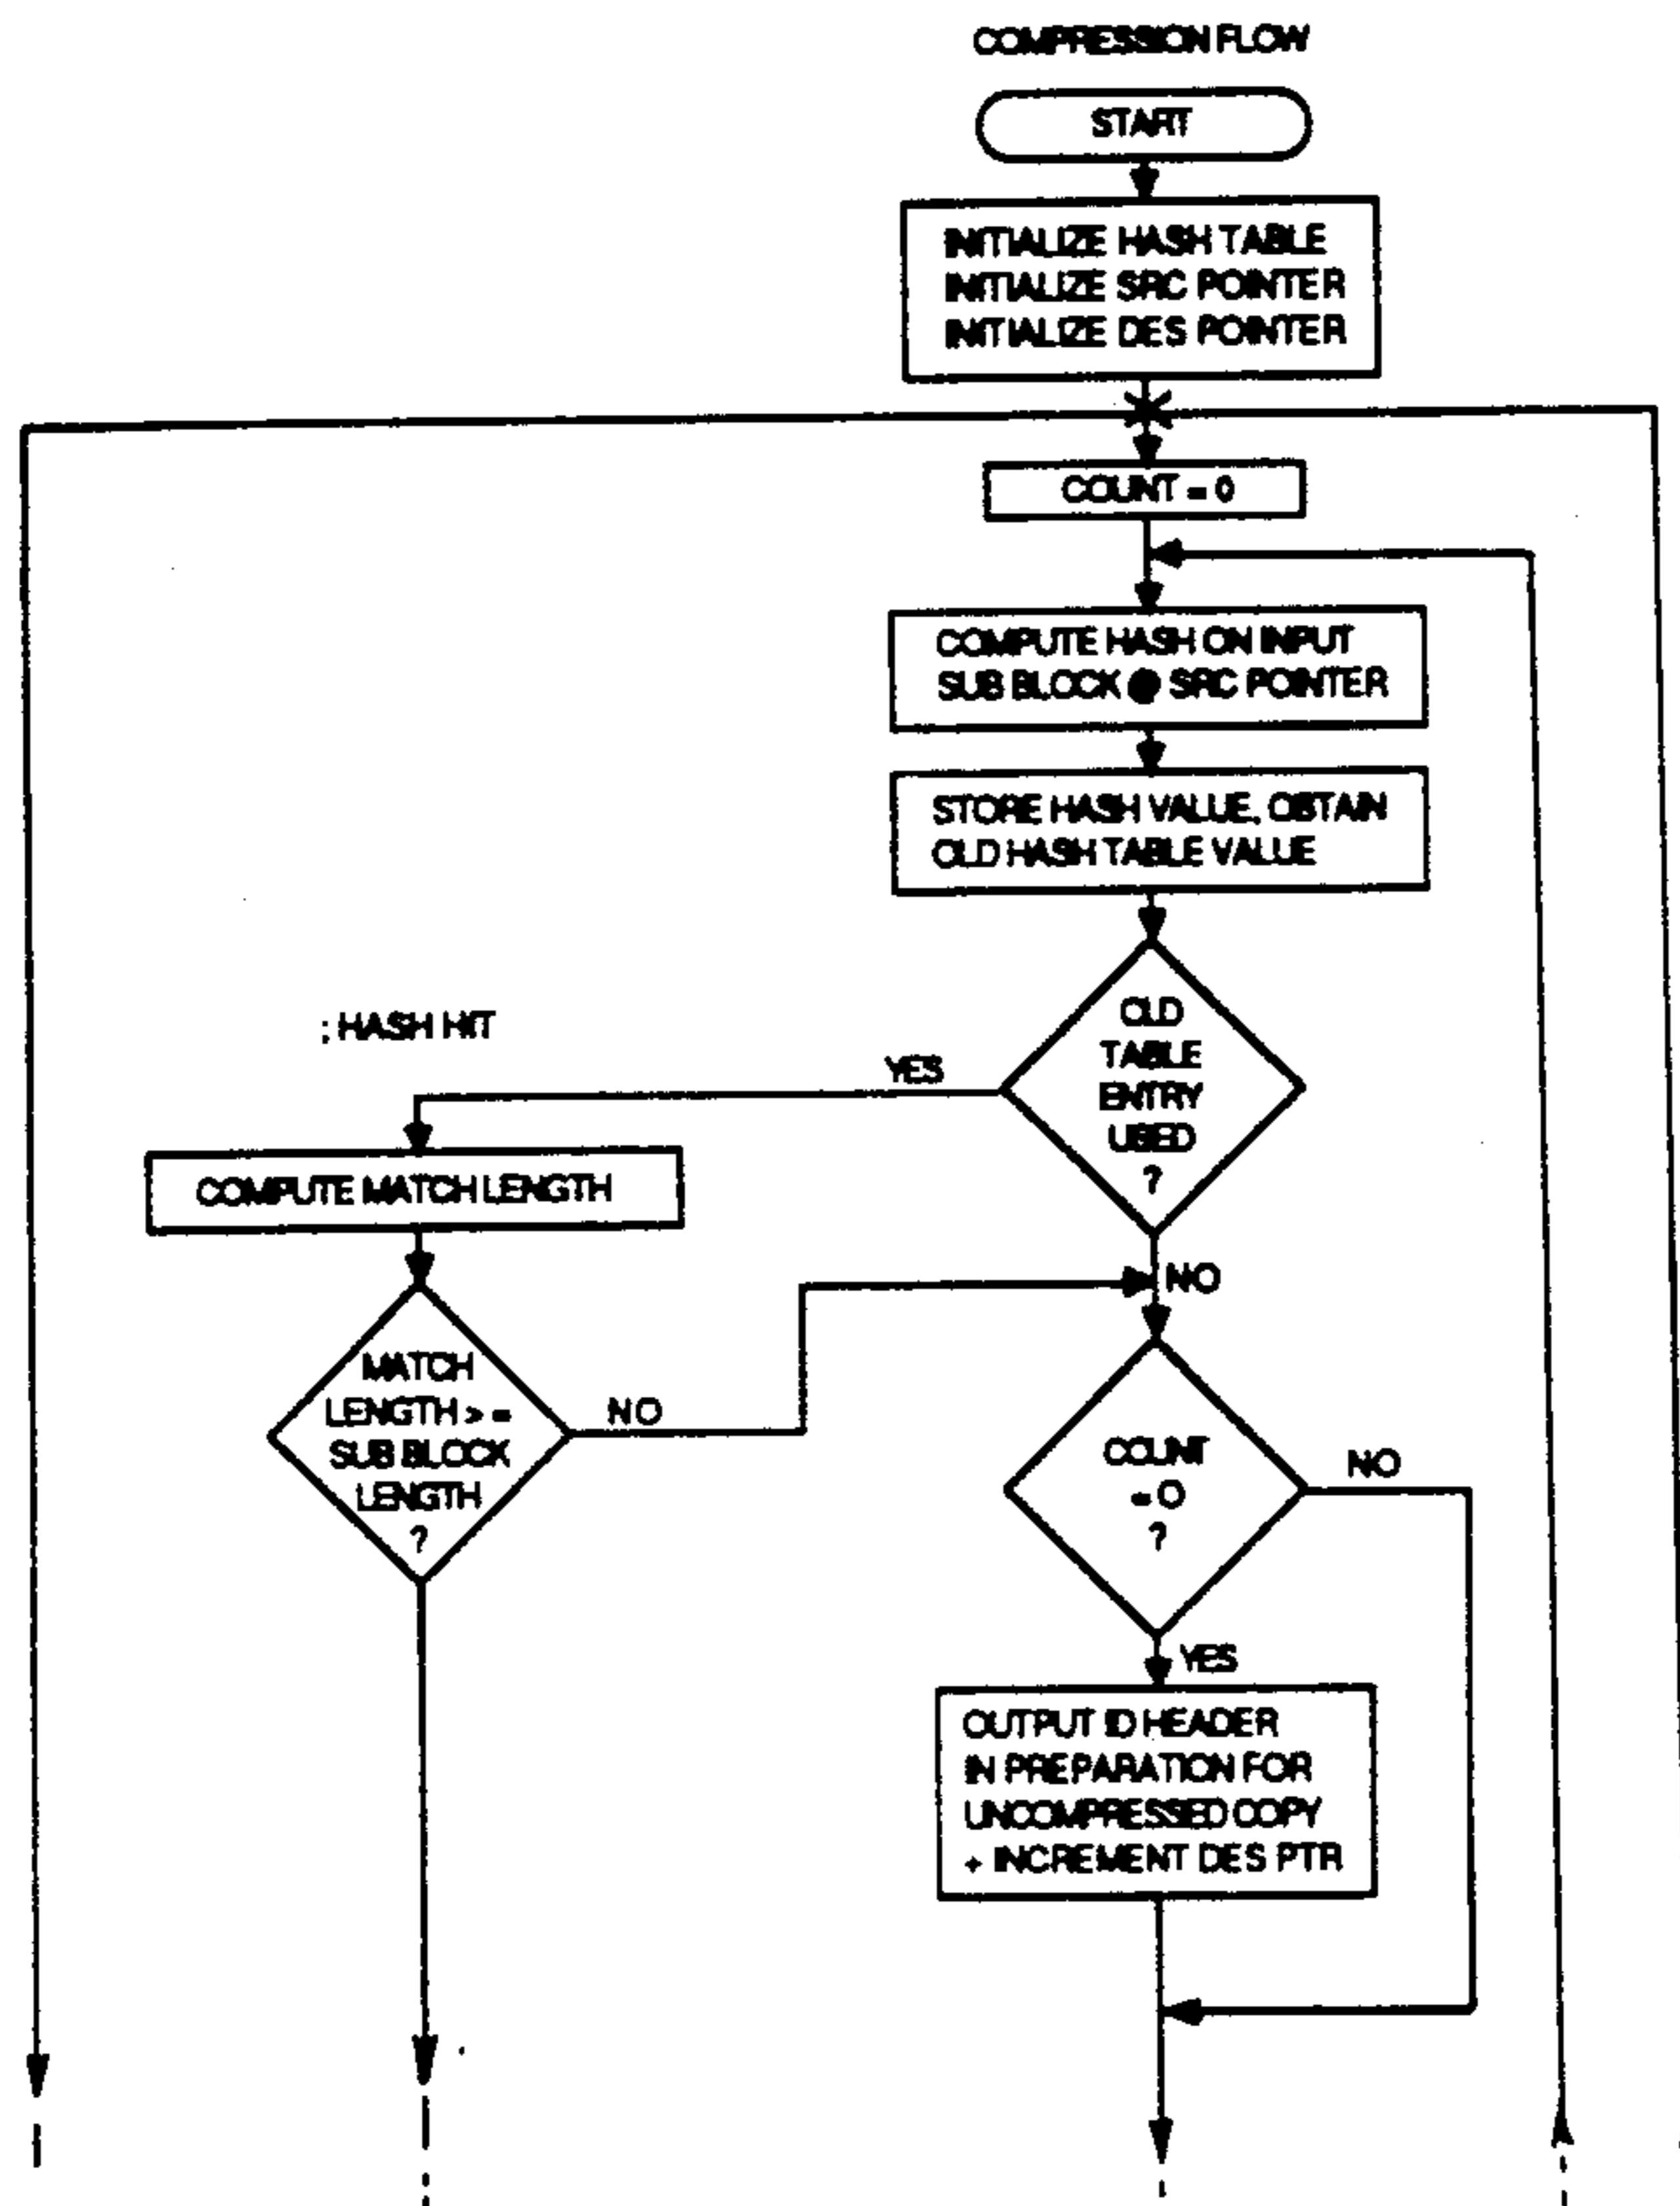 COMPRESSION FLOW
START
INITIALIZE HASH TABLE
INITIALIZE SRC POINTER
INITIALIZE DES POINTER
COUNT = 0
COMPUTE HASH ON INPUT
SUB BLOCK @ SRC POINTER
STORE HASH VALUE, OBTAIN
OLD HASH TABLE VALUE
OLD
TABLE
ENTRY
USED
?
YES
; HASH HIT
COMPUTE MATCH LENGTH
NO
MATCH
LENGTH > =
SUB BLOCK
LENGTH
?
NO
COUNT
= 0
?
NO
YES
OUTPUT ID HEADER
IN PREPARATION FOR
UNCOMPRESSED COPY
+ INCREMENT DES PTR